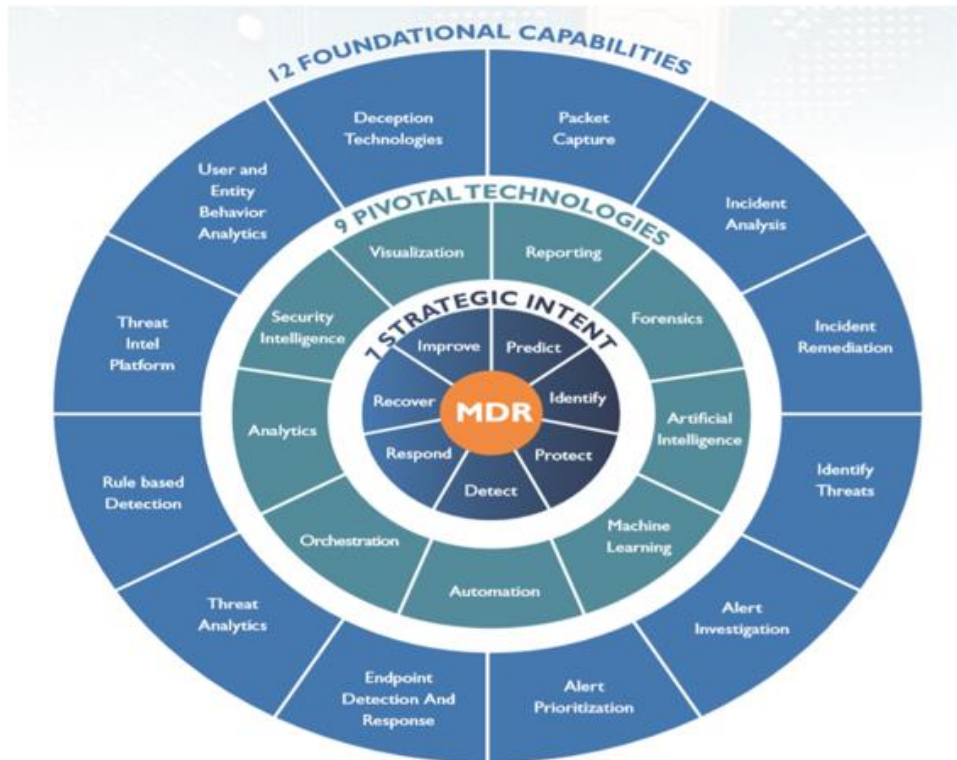 12 FOUNDATIONAL CAPABILITIES
Deception
Technologies
Packet
Capture
Incident
Analysis
Incident
Remediation
Identify
Threats
Alert
Investigation
Alert
Prioritization
Endpoint
Detection And
Response
Threat
Analytics
Rule based
Detection
Threat
Intel
Platform
User and
Entity
Behavior
Analytics
9 PIVOTAL TECHNOLOGIES
Visualization
Reporting
Forensics
Artificial
Intelligence
Machine
Learning
Automation
Orchestration
Analytics
Security
Intelligence
7 STRATEGIC INTENT
Improve
Predict
Identify
Protect
Detect
Respond
Recover
MDR